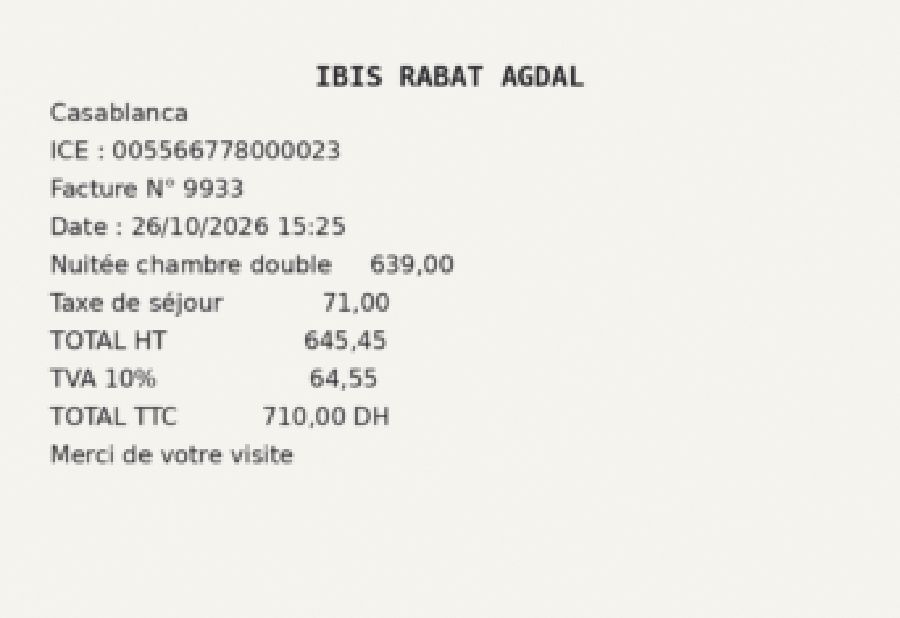 IBIS RABAT AGDAL
Casablanca
ICE : 005566778000023
Facture N° 9933
Date : 26/10/2026 15:25
Nuitée chambre double 639,00
Taxe de séjour 71,00
TOTAL HT 645,45
TVA 10% 64,55
TOTAL TTC 710,00 DH
Merci de votre visite